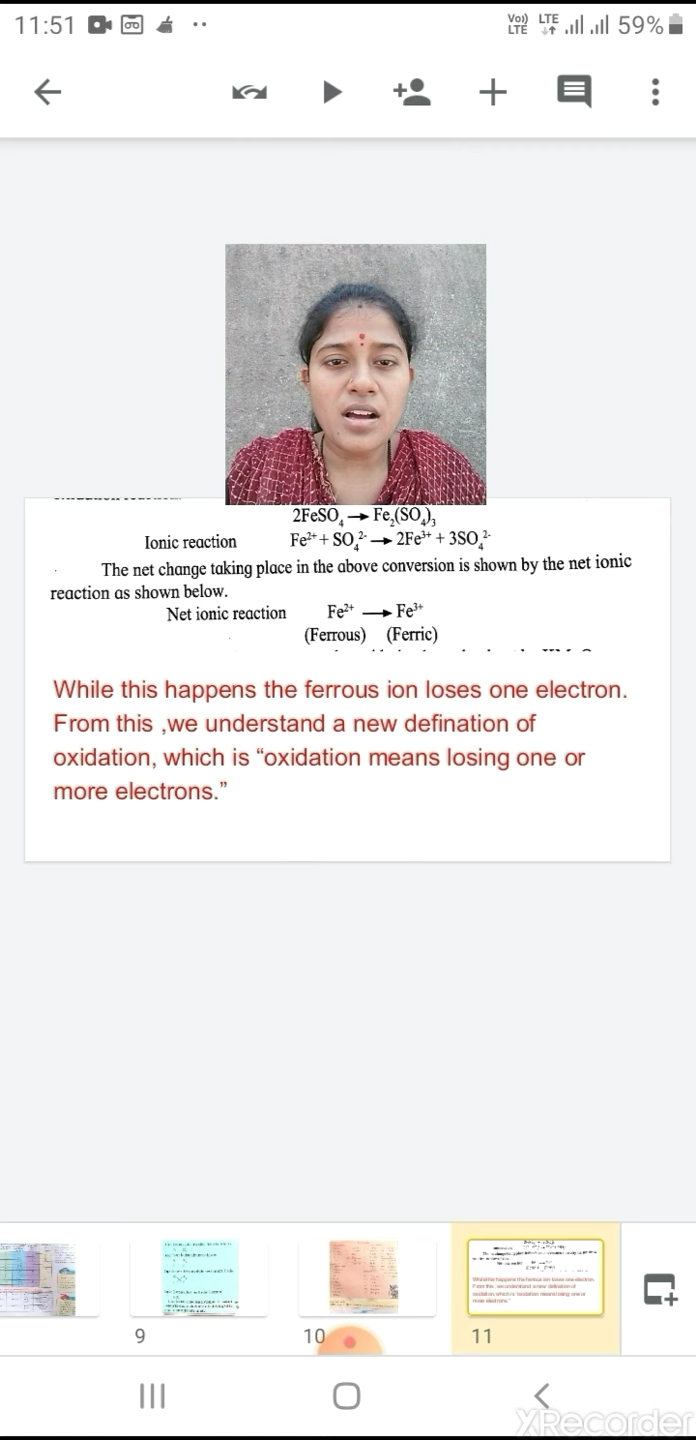 11:51
Vo)) LTE
LTE
59%
2FeSO₄ → Fe₂(SO₄)₃
Ionic reaction Fe²⁺ + SO₄²⁻ → 2Fe³⁺ + 3SO₄²⁻
The net change taking place in the above conversion is shown by the net ionic
reaction as shown below.
Net ionic reaction Fe²⁺ → Fe³⁺
(Ferrous) (Ferric)
While this happens the ferrous ion loses one electron.
From this ,we understand a new defination of
oxidation, which is “oxidation means losing one or
more electrons.”
9
10
11
XRecorder